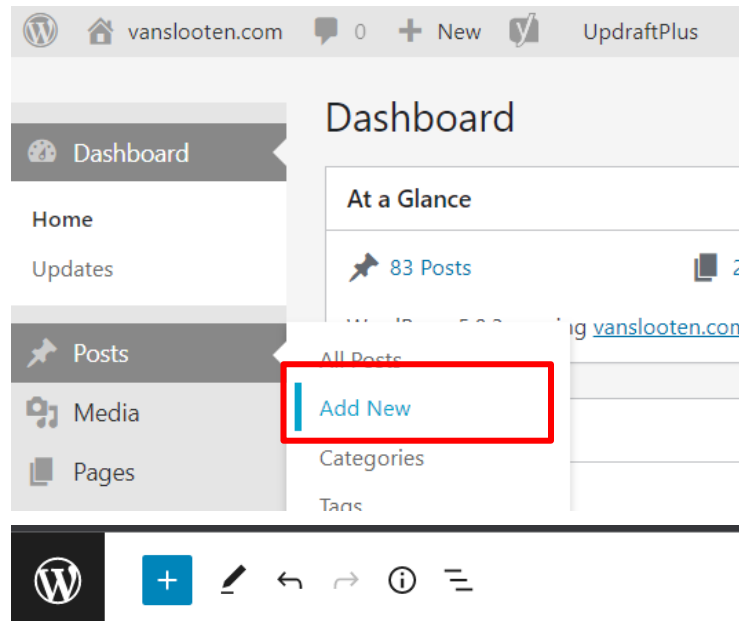 vanslooten.com 0 New UpdraftPlus
Dashboard
Dashboard
At a Glance
Home
83 Posts
Updates
vanslooten.com
Posts
All Posts
Add New
Media
Categories
Pages
Tags